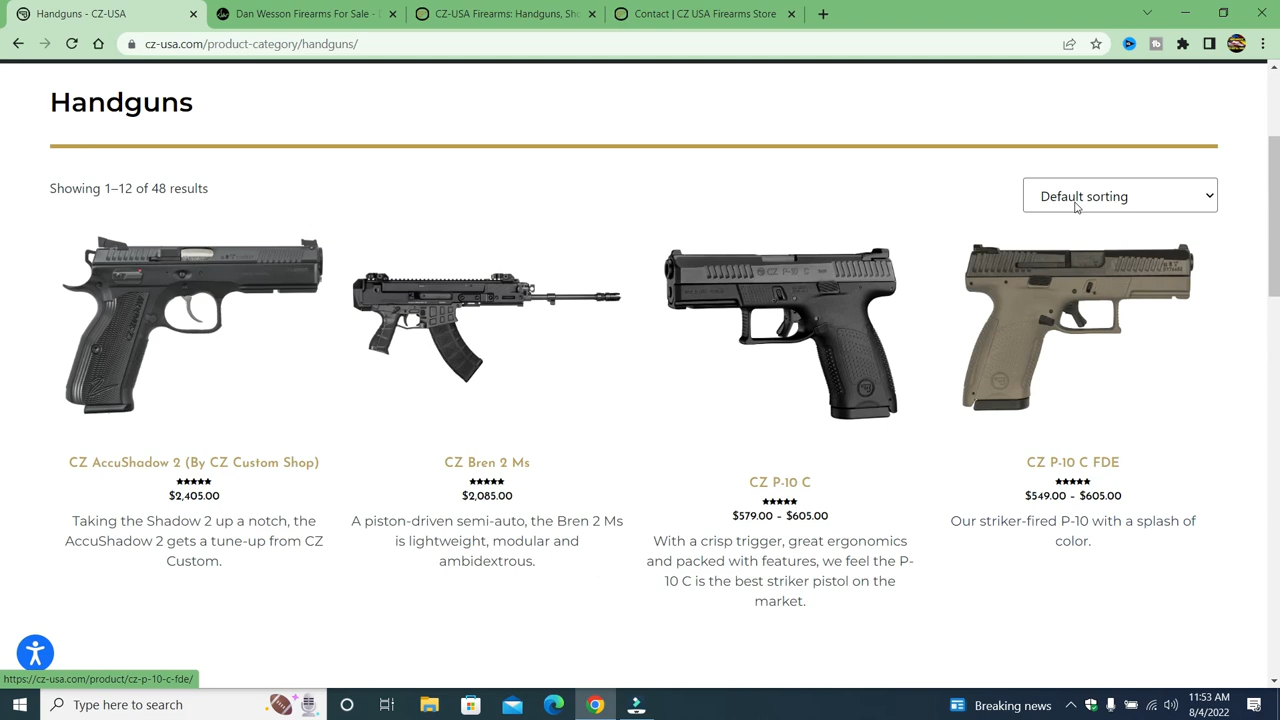 Handguns - CZ-USA
Dan Wesson Firearms For Sale -
CZ-USA Firearms: Handguns, Sho
Contact | CZ USA Firearms Store
cz-usa.com/product-category/handguns/
Handguns
Showing 1–12 of 48 results
Default sorting
CZ P-10 C
CZ AccuShadow 2 (By CZ Custom Shop)
$2,405.00
Taking the Shadow 2 up a notch, the
AccuShadow 2 gets a tune-up from CZ
Custom.
CZ Bren 2 Ms
$2,085.00
A piston-driven semi-auto, the Bren 2 Ms
is lightweight, modular and
ambidextrous.
CZ P-10 C
$579.00 - $605.00
With a crisp trigger, great ergonomics
and packed with features, we feel the P-
10 C is the best striker pistol on the
market.
CZ P-10 C FDE
$549.00 - $605.00
Our striker-fired P-10 with a splash of
color.
https://cz-usa.com/product/cz-p-10-c-fde/
Type here to search
Breaking news
11:53 AM
8/4/2022